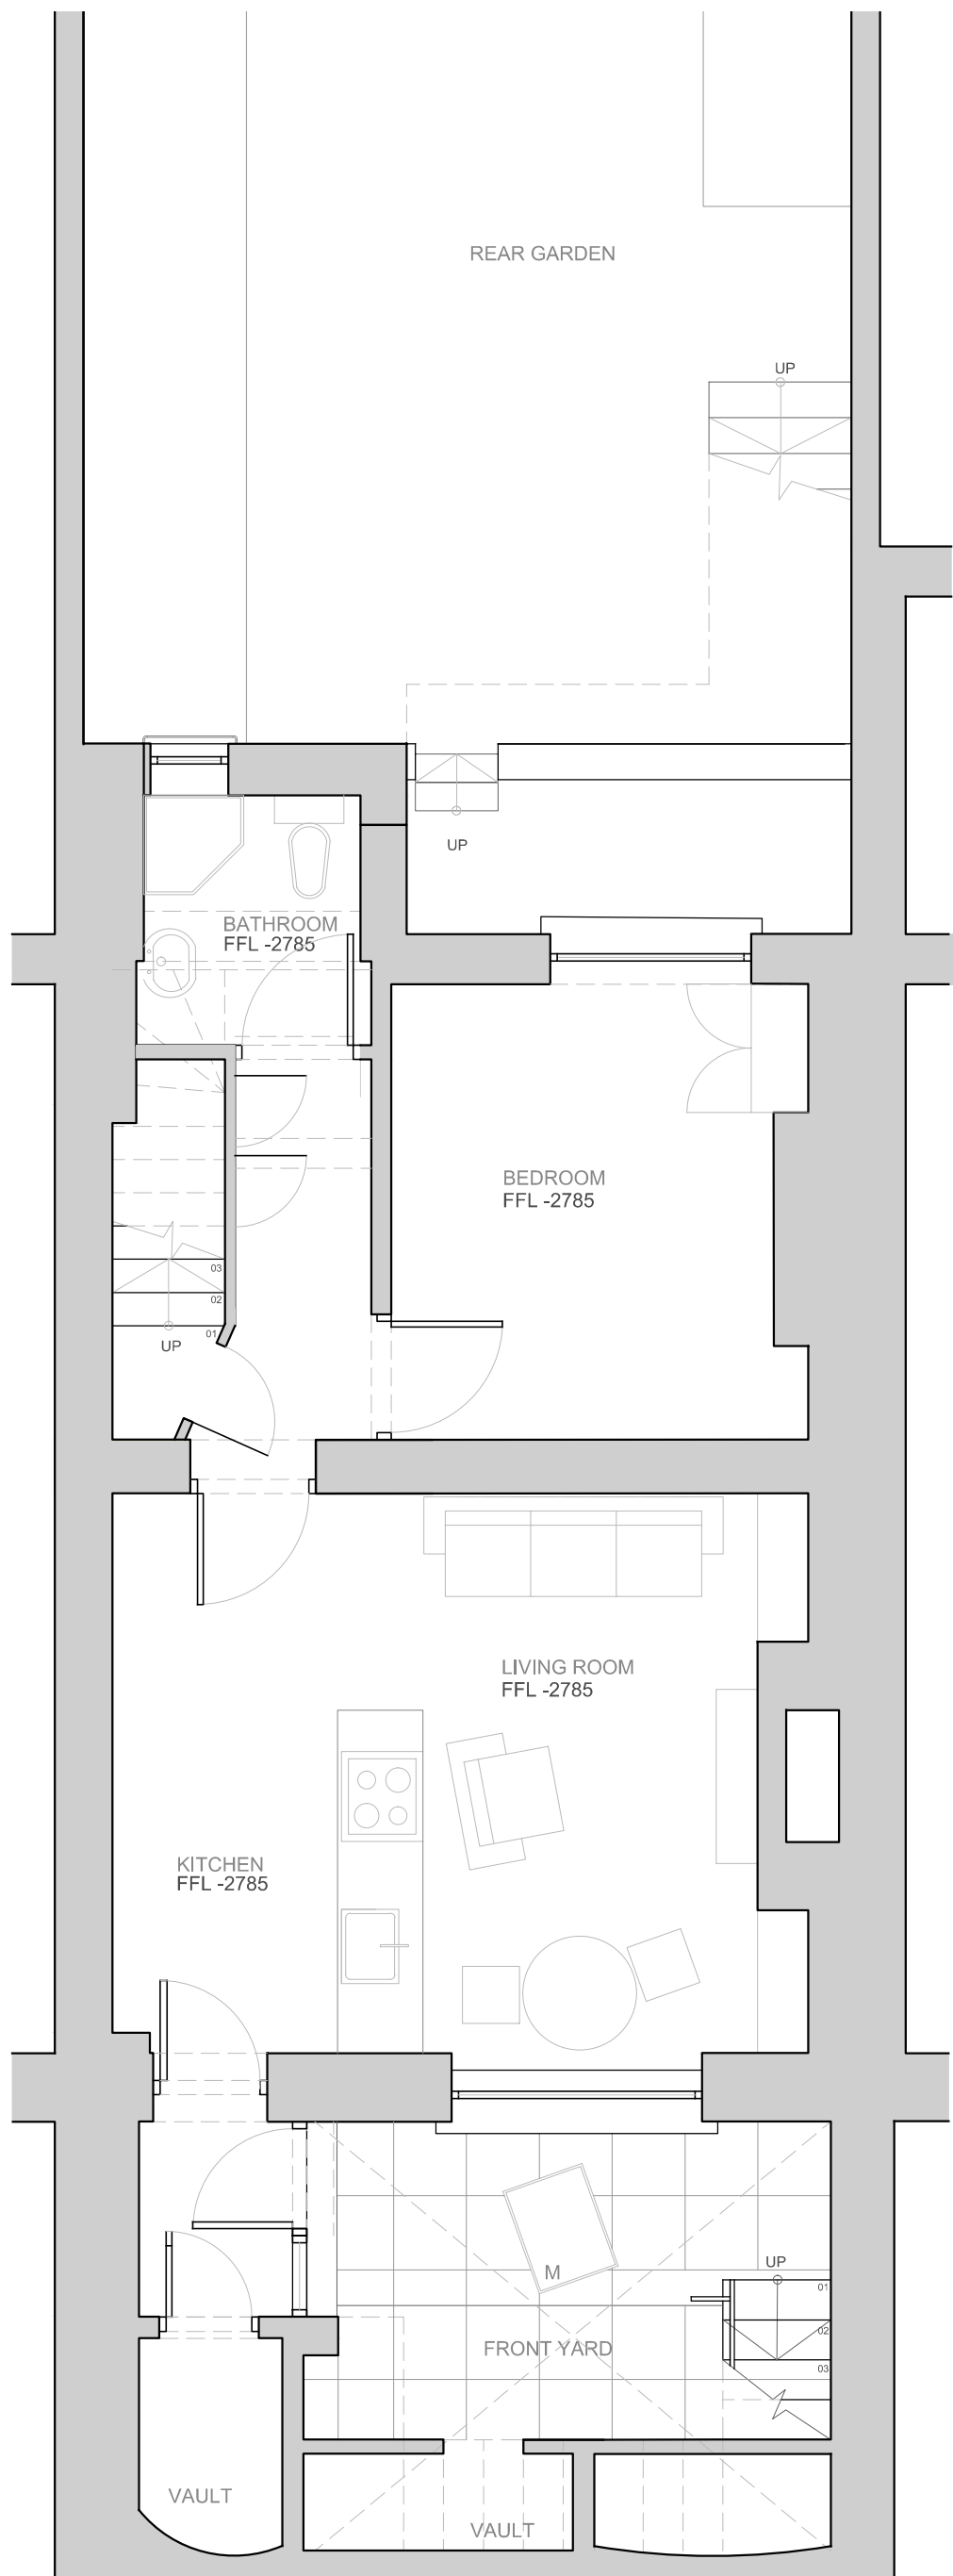 REAR GARDEN
UP
UP
BATHROOM
FFL -2785
BEDROOM
FFL -2785
03
02
01
UP
LIVING ROOM
FFL -2785
KITCHEN
FFL -2785
UP
M
01
02
FRONT YARD
03
VAULT
VAULT